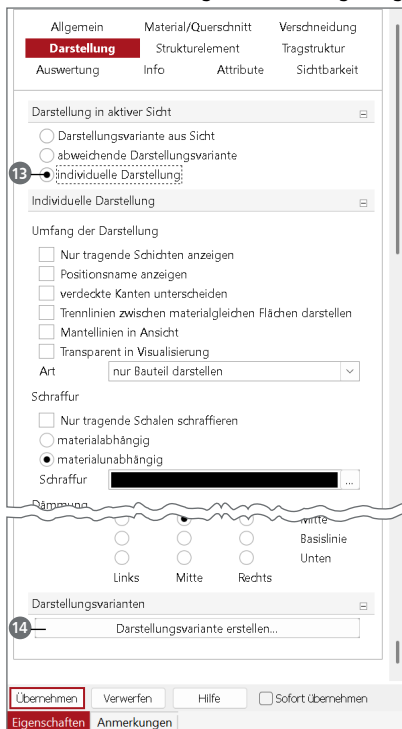 Allgemein Material/Querschnitt Verschneidung
Darstellung Strukturelement Tragstruktur
Auswertung Info Attribute Sichtbarkeit
Darstellung in aktiver Sicht
Darstellungsvariante aus Sicht
abweichende Darstellungsvariante
13 individuelle Darstellung
Individuelle Darstellung
Umfang der Darstellung
Nur tragende Schichten anzeigen
Positionsname anzeigen
verdeckte Kanten unterscheiden
Trennlinien zwischen materialgleichen Flächen darstellen
Mantellinien in Ansicht
Transparent in Visualisierung
Art nur Bauteil darstellen
Schraffur
Nur tragende Schalen schraffieren
materialabhängig
materialunabhängig
Schraffur ...
Dämmung
Mitte
Basislinie
Unten
Links Mitte Rechts
Darstellungsvarianten
14 Darstellungsvariante erstellen...
Übernehmen Verwerfen Hilfe Sofort übernehmen
Eigenschaften Anmerkungen